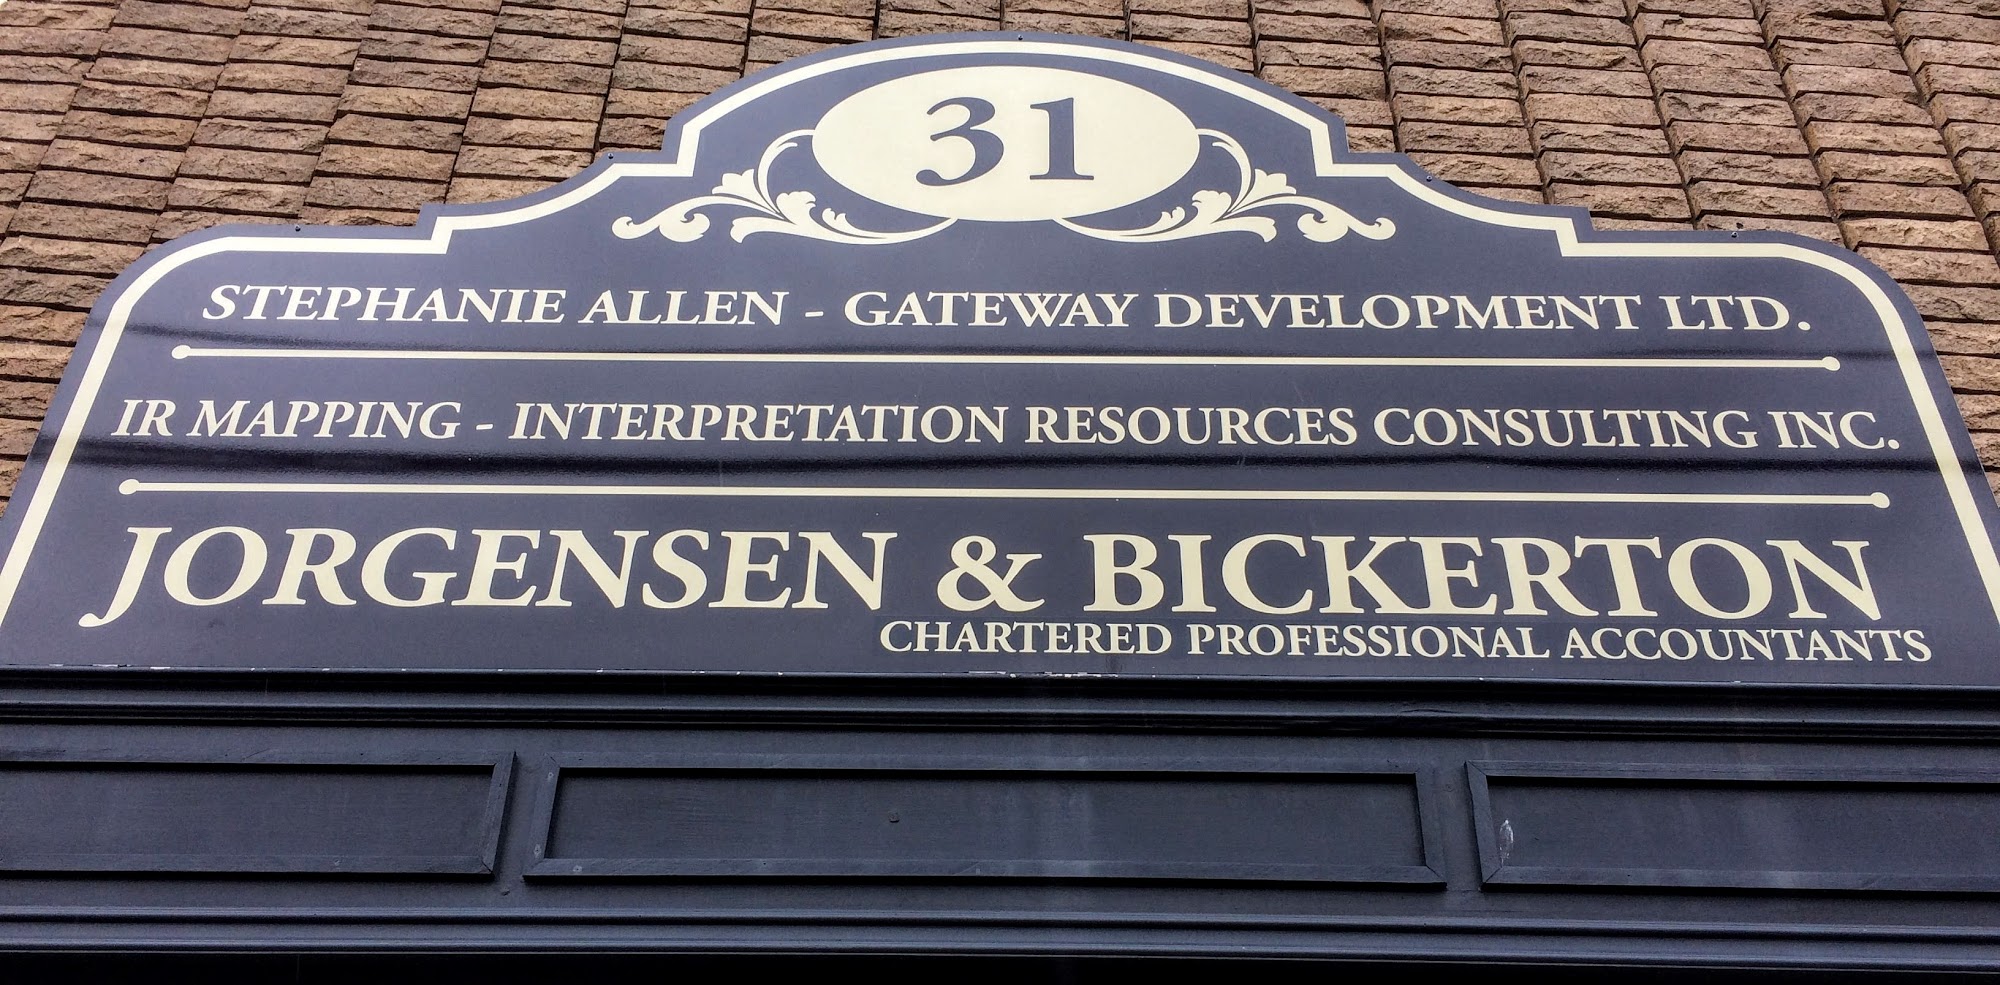 31
STEPHANIE ALLEN - GATEWAY DEVELOPMENT LTD.
IR MAPPING - INTERPRETATION RESOURCES CONSULTING INC.
JORGENSEN & BICKERTON
CHARTERED PROFESSIONAL ACCOUNTANTS